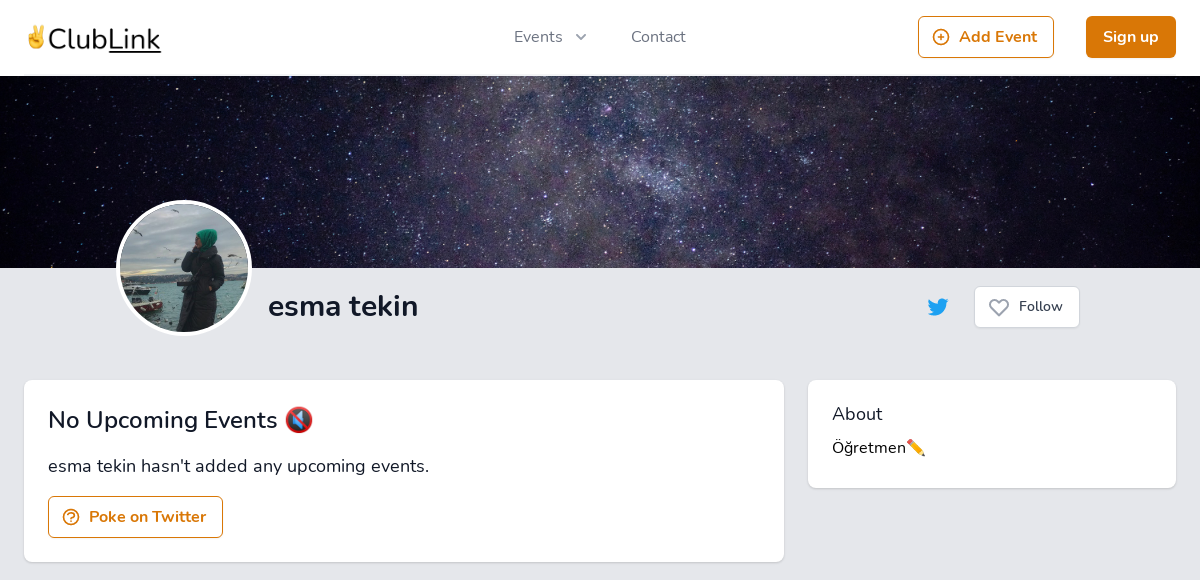 ✌️ClubLink
Events
Contact
Add Event
Sign up
esma tekin
Follow
No Upcoming Events 🔇
esma tekin hasn't added any upcoming events.
Poke on Twitter
About
Öğretmen✏️